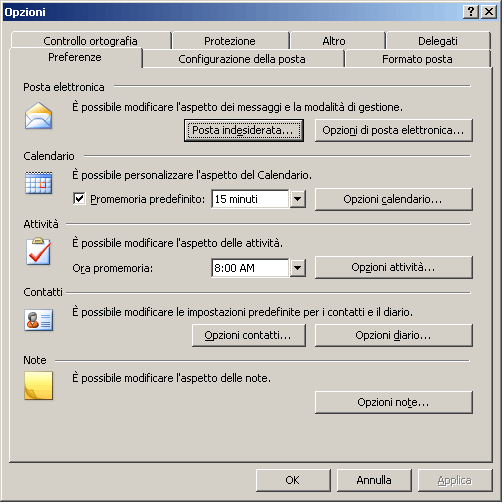 Opzioni
Controllo ortografia Protezione Altro Delegati
Preferenze Configurazione della posta Formato posta
Posta elettronica
È possibile modificare l'aspetto dei messaggi e la modalità di gestione.
Posta indesiderata... Opzioni di posta elettronica...
Calendario
È possibile personalizzare l'aspetto del Calendario.
Promemoria predefinito: 15 minuti Opzioni calendario...
Attività
È possibile modificare l'aspetto delle attività.
Ora promemoria: 8:00 AM Opzioni attività...
Contatti
È possibile modificare le impostazioni predefinite per i contatti e il diario.
Opzioni contatti... Opzioni diario...
Note
È possibile modificare l'aspetto delle note.
Opzioni note...
OK Annulla Applica